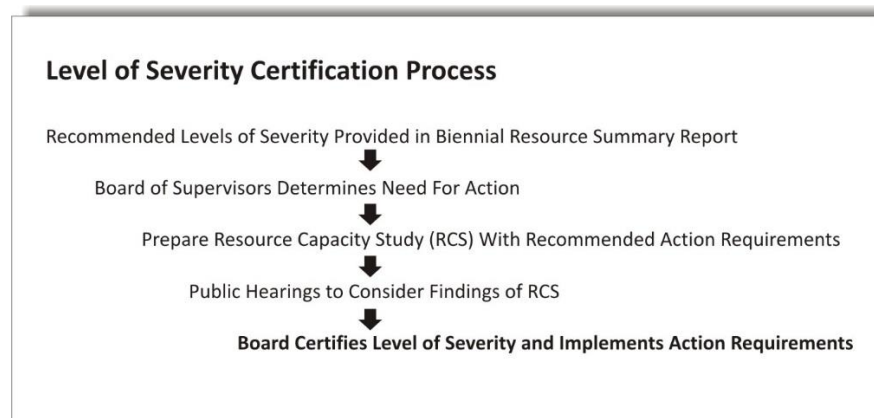 Level of Severity Certification Process
Recommended Levels of Severity Provided in Biennial Resource Summary Report
Board of Supervisors Determines Need For Action
Prepare Resource Capacity Study (RCS) With Recommended Action Requirements
Public Hearings to Consider Findings of RCS
Board Certifies Level of Severity and Implements Action Requirements